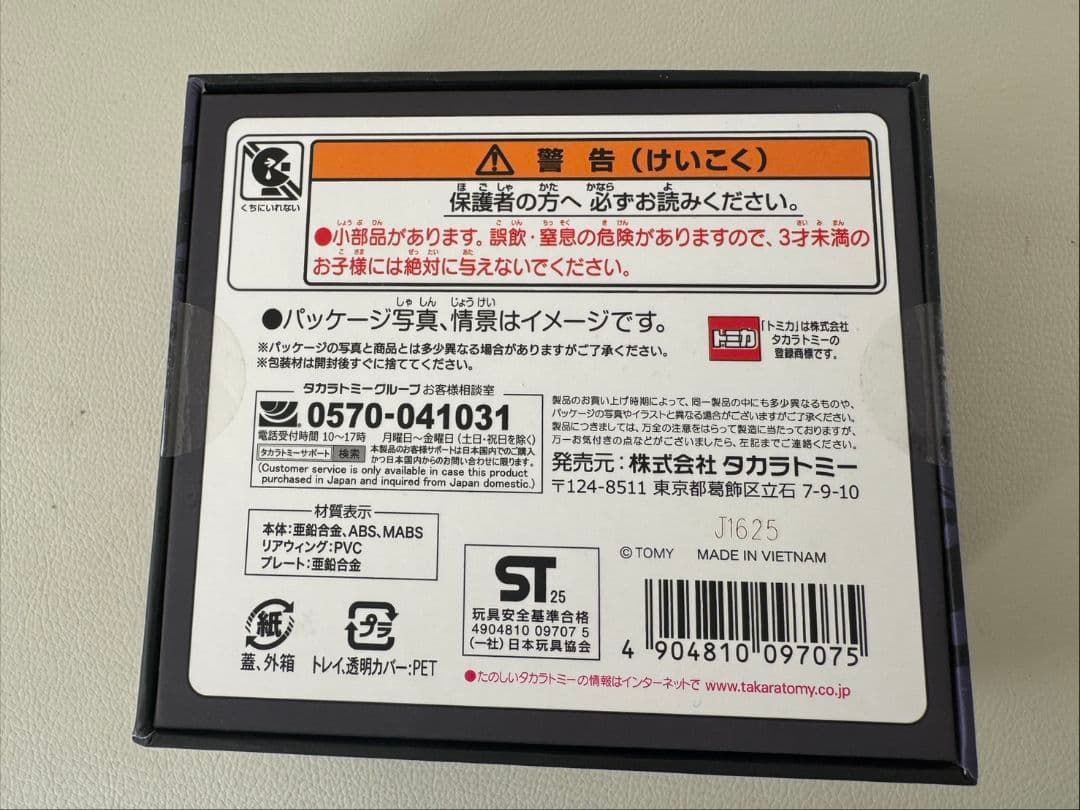 くちにいれない
警告(けいこく)
保護者の方へ 必ずお読みください。
●小部品があります。誤飲・窒息の危険がありますので、3才未満の
お子様には絶対に与えないでください。
●パッケージ写真、情景はイメージです。
※パッケージの写真と商品とは多少異なる場合がありますがご了承ください。
※包装材は開封後すぐに捨ててください。
トミカ
「トミカ」は株式会社
タカラトミーの
登録商標です。
タカラトミーグループ お客様相談室
0570-041031
電話受付時間 10~17時 月曜日~金曜日(土日・祝日を除く)
タカラトミーサポート 検索
本製品のお客様サポートは日本国内でのご購入
かつ日本国内からのお問い合わせに限ります。
(Customer service is only available in case this product
purchased in Japan and inquired from Japan domestic.)
製品のお買い上げ時期によって、同一製品の中にも多少異なるものや、
パッケージの写真やイラストと異なる場合がございますがご了承ください。
製品につきましては、万全の注意をはらって製造に当たっておりますが、
万一お気付きの点などがございましたら、左記までご連絡ください。
発売元:株式会社 タカラトミー
〒124-8511 東京都葛飾区立石 7-9-10
材質表示
本体:亜鉛合金、ABS、MABS
リアウィング:PVC
プレート:亜鉛合金
J1625
© TOMY MADE IN VIETNAM
紙
蓋、外箱
プラ
トレイ、透明カバー:PET
ST 25
玩具安全基準合格
4904810 09707 5
(一社)日本玩具協会
4 904810 097075
●たのしいタカラトミーの情報はインターネットで www.takaratomy.co.jp